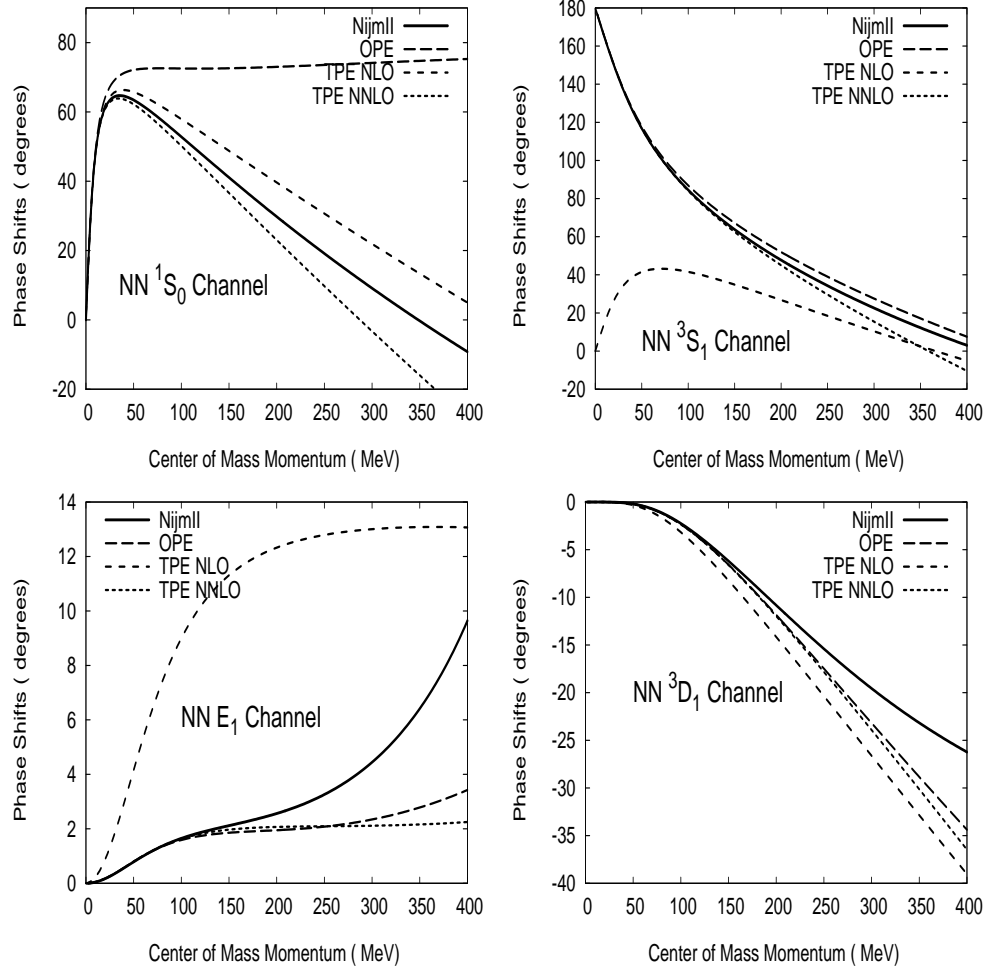 Phase Shifts ( degrees)
80
60
40
20
0
-20
NijmII
OPE
TPE NLO
TPE NNLO
NN ¹S₀ Channel
0 50 100 150 200 250 300 350 400
Center of Mass Momentum ( MeV)
Phase Shifts ( degrees)
180
160
140
120
100
80
60
40
20
0
-20
NijmII
OPE
TPE NLO
TPE NNLO
NN ³S₁ Channel
0 50 100 150 200 250 300 350 400
Center of Mass Momentum ( MeV)
Phase Shifts ( degrees)
14
12
10
8
6
4
2
0
NijmII
OPE
TPE NLO
TPE NNLO
NN E₁ Channel
0 50 100 150 200 250 300 350 400
Center of Mass Momentum ( MeV)
Phase Shifts ( degrees)
0
-5
-10
-15
-20
-25
-30
-35
-40
NijmII
OPE
TPE NLO
TPE NNLO
NN ³D₁ Channel
0 50 100 150 200 250 300 350 400
Center of Mass Momentum ( MeV)